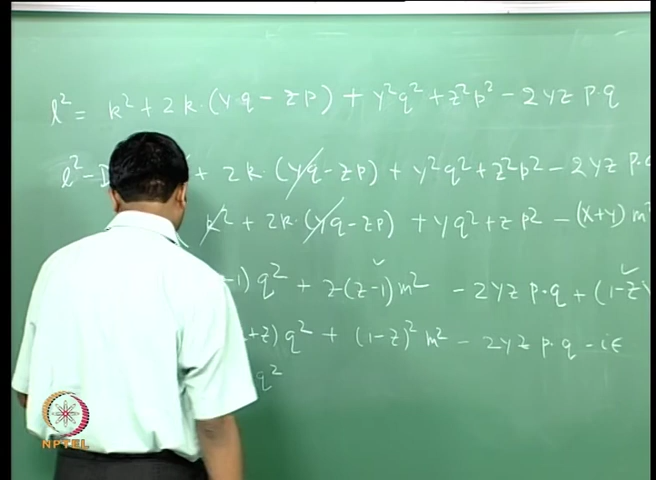 l² = k² + 2k·(y·q − zp) + y²q² + z²p² − 2yz p·q
l² − + 2k·(yq − zp) + y²q² + z²p² − 2yz p·
k² + 2k·(yq − zp) + yq² + zp² − (x+y) m²
−1) q² + z(z−1) m² − 2yz p·q + (1−z)
+z) q² + (1−z)² m² − 2yz p·q − iε
q²
NPTEL